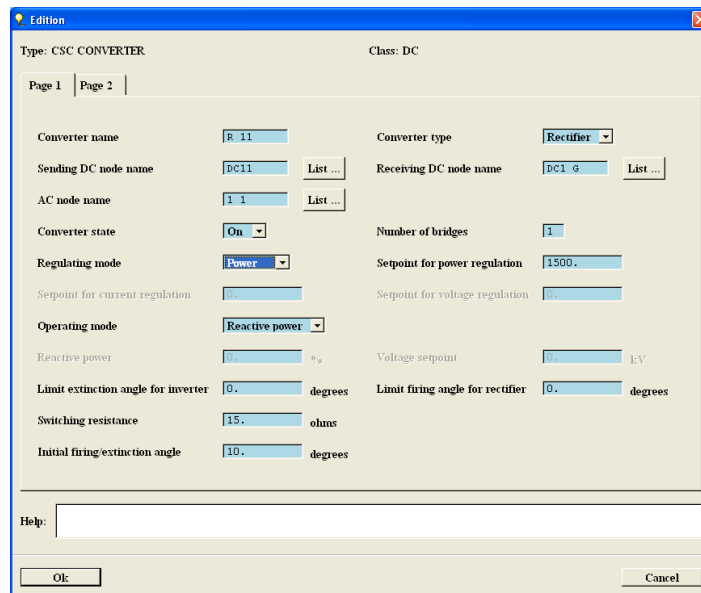 Edition
Type: CSC CONVERTER Class: DC
Page 1 Page 2
Converter name R 11 Converter type Rectifier
Sending DC node name DC11 List ... Receiving DC node name DC1 G List ...
AC node name 1 1 List ...
Converter state On Number of bridges 1
Regulating mode Power Setpoint for power regulation 1500.
Setpoint for current regulation 0. Setpoint for voltage regulation 0.
Operating mode Reactive power
Reactive power 0. % Voltage setpoint 0. kV
Limit extinction angle for inverter 0. degrees Limit firing angle for rectifier 0. degrees
Switching resistance 15. ohms
Initial firing/extinction angle 10. degrees
Help:
Ok Cancel